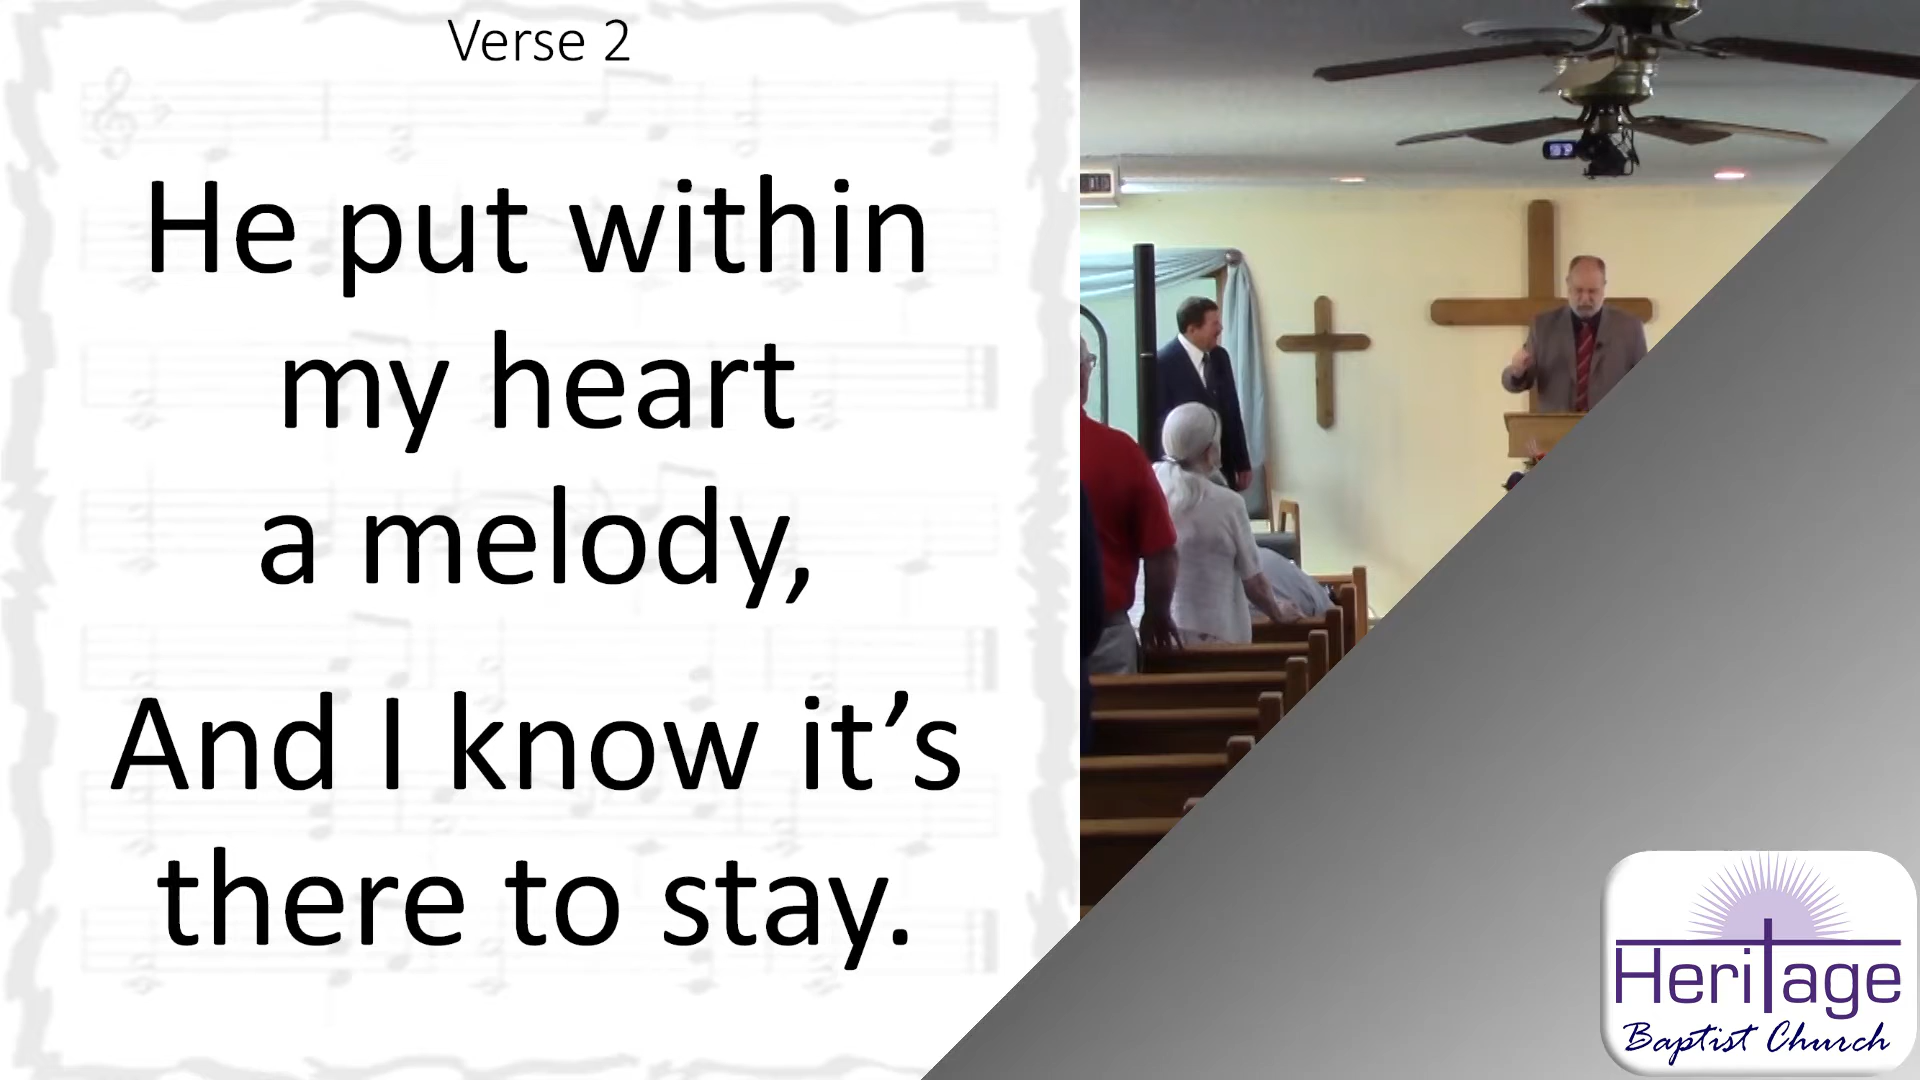 Verse 2
He put within
my heart
a melody,
And I know it’s
there to stay.
Heritage
Baptist Church